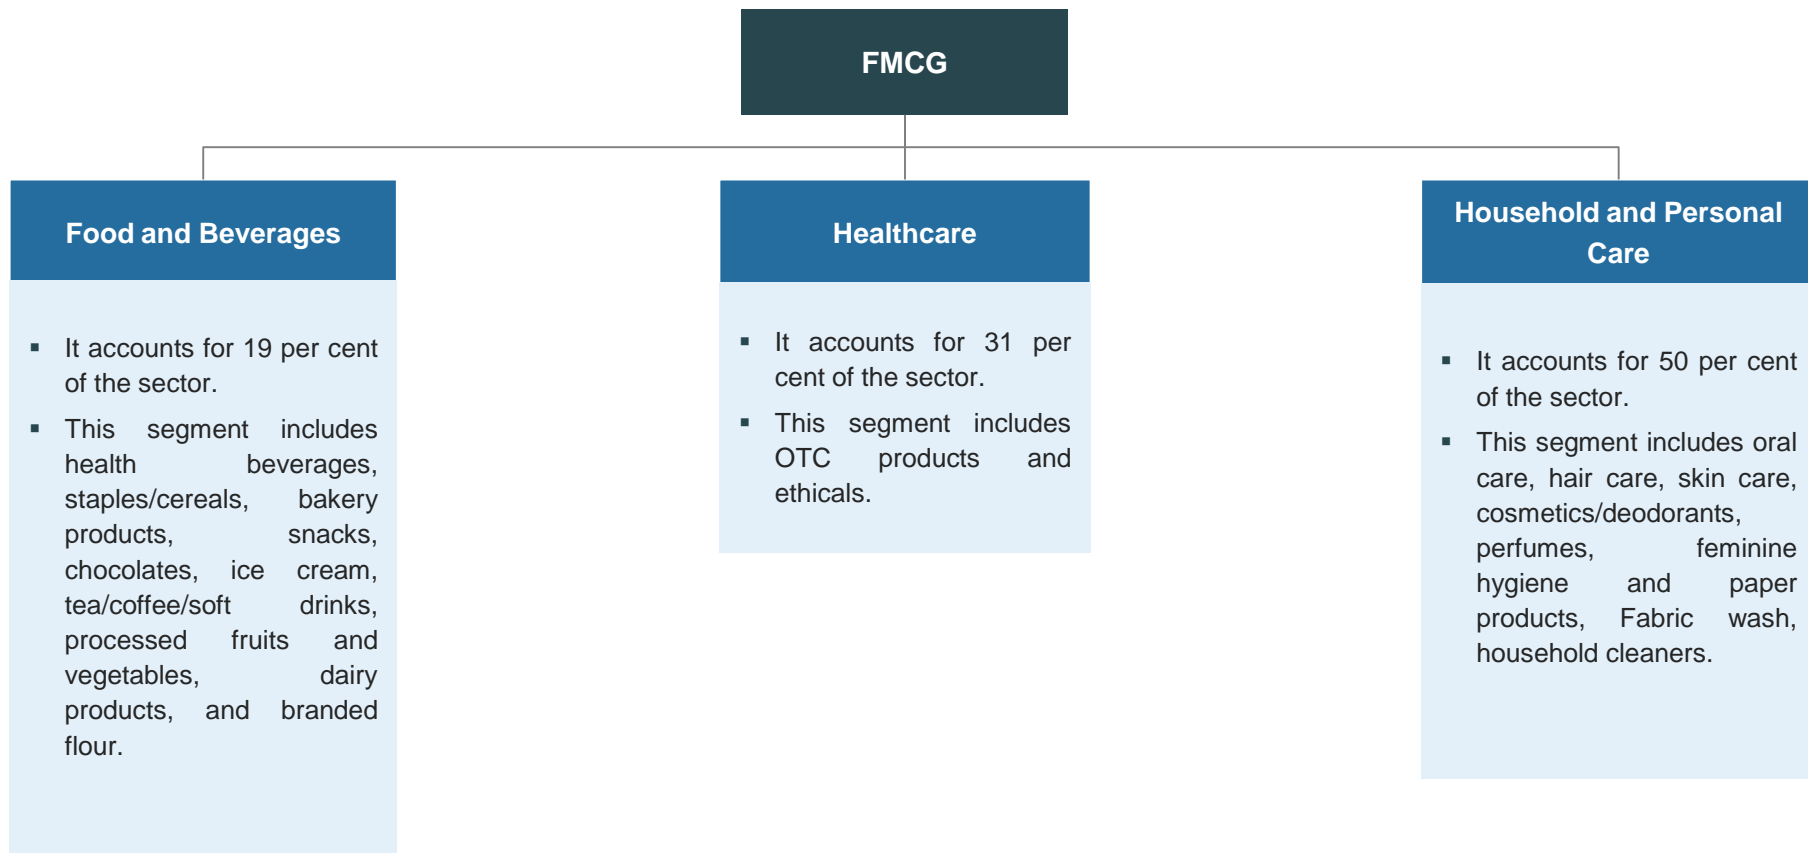 FMCG
Food and Beverages
▪ It accounts for 19 per cent
of the sector.
▪ This segment includes
health beverages,
staples/cereals, bakery
products, snacks,
chocolates, ice cream,
tea/coffee/soft drinks,
processed fruits and
vegetables, dairy
products, and branded
flour.
Healthcare
▪ It accounts for 31 per
cent of the sector.
▪ This segment includes
OTC products and
ethicals.
Household and Personal
Care
▪ It accounts for 50 per cent
of the sector.
▪ This segment includes oral
care, hair care, skin care,
cosmetics/deodorants,
perfumes, feminine
hygiene and paper
products, Fabric wash,
household cleaners.